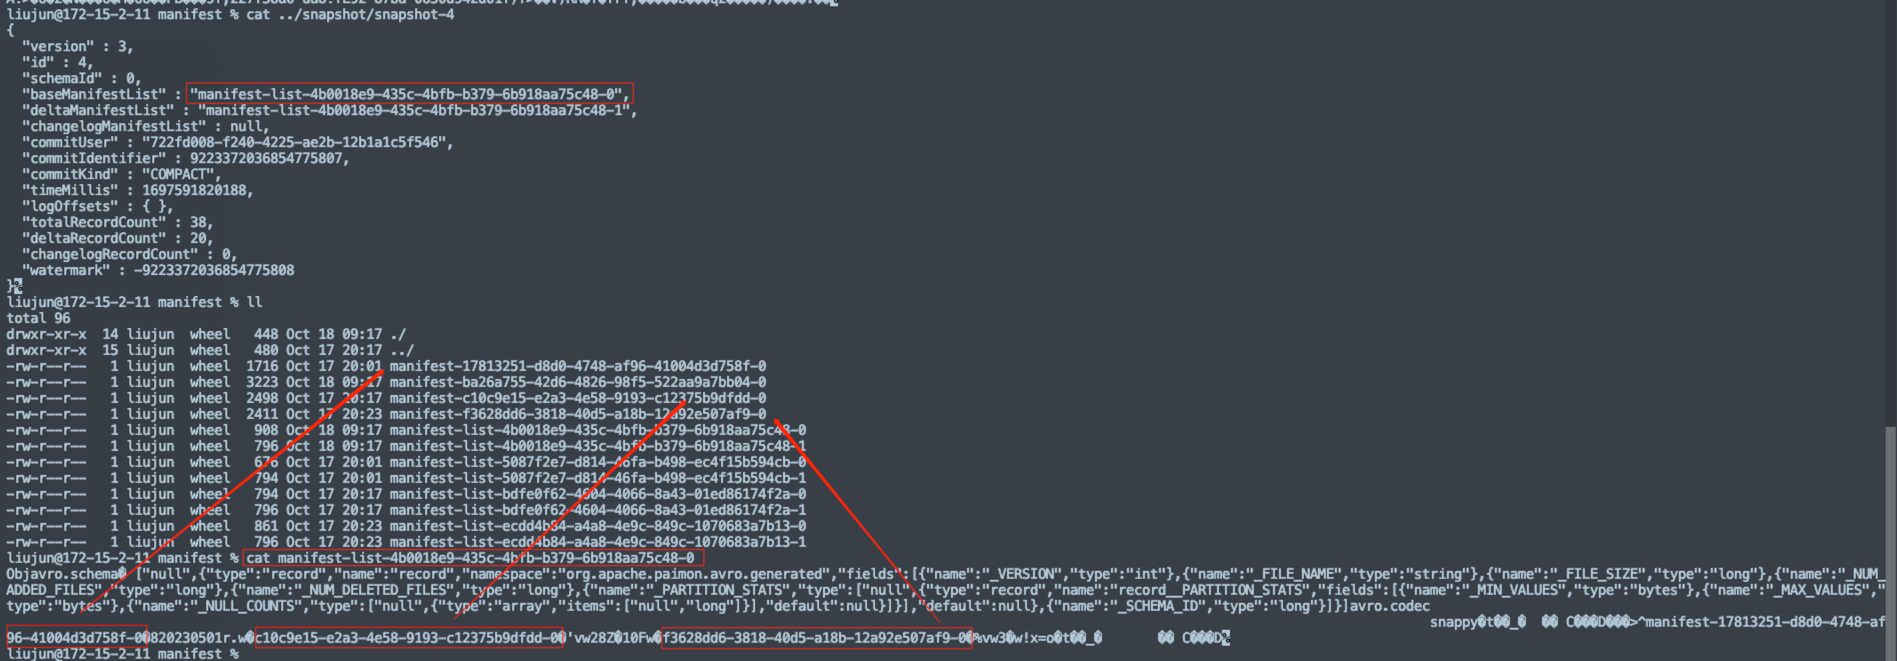 liujun@172-15-2-11 manifest % cat ../snapshot/snapshot-4
{
"version" : 3,
"id" : 4,
"schemaId" : 0,
"baseManifestList" : "manifest-list-4b0018e9-435c-4bfb-b379-6b918aa75c48-0",
"deltaManifestList" : "manifest-list-4b0018e9-435c-4bfb-b379-6b918aa75c48-1",
"changelogManifestList" : null,
"commitUser" : "722fd008-f240-4225-ae2b-12b1a1c5f546",
"commitIdentifier" : 9223372036854775807,
"commitKind" : "COMPACT",
"timeMillis" : 1697591820188,
"logOffsets" : { },
"totalRecordCount" : 38,
"deltaRecordCount" : 20,
"changelogRecordCount" : 0,
"watermark" : -9223372036854775808
}%
liujun@172-15-2-11 manifest % ll
total 96
drwxr-xr-x 14 liujun wheel 448 Oct 18 09:17 ./
drwxr-xr-x 15 liujun wheel 480 Oct 17 20:17 ../
-rw-r--r-- 1 liujun wheel 1716 Oct 17 20:01 manifest-17813251-d8d0-4748-af96-41004d3d758f-0
-rw-r--r-- 1 liujun wheel 3223 Oct 18 09:17 manifest-ba26a755-42d6-4826-98f5-522aa9a7bb04-0
-rw-r--r-- 1 liujun wheel 2498 Oct 17 20:17 manifest-c10c9e15-e2a3-4e58-9193-c12375b9dfdd-0
-rw-r--r-- 1 liujun wheel 2411 Oct 17 20:23 manifest-f3628dd6-3818-40d5-a18b-12a92e507af9-0
-rw-r--r-- 1 liujun wheel 908 Oct 18 09:17 manifest-list-4b0018e9-435c-4bfb-b379-6b918aa75c48-0
-rw-r--r-- 1 liujun wheel 796 Oct 18 09:17 manifest-list-4b0018e9-435c-4bfb-b379-6b918aa75c48-1
-rw-r--r-- 1 liujun wheel 676 Oct 17 20:01 manifest-list-5087f2e7-d814-46fa-b498-ec4f15b594cb-0
-rw-r--r-- 1 liujun wheel 794 Oct 17 20:01 manifest-list-5087f2e7-d814-46fa-b498-ec4f15b594cb-1
-rw-r--r-- 1 liujun wheel 794 Oct 17 20:17 manifest-list-bdfe0f62-4604-4066-8a43-01ed86174f2a-0
-rw-r--r-- 1 liujun wheel 796 Oct 17 20:17 manifest-list-bdfe0f62-4604-4066-8a43-01ed86174f2a-1
-rw-r--r-- 1 liujun wheel 861 Oct 17 20:23 manifest-list-ecdd4b84-a4a8-4e9c-849c-1070683a7b13-0
-rw-r--r-- 1 liujun wheel 796 Oct 17 20:23 manifest-list-ecdd4b84-a4a8-4e9c-849c-1070683a7b13-1
liujun@172-15-2-11 manifest % cat manifest-list-4b0018e9-435c-4bfb-b379-6b918aa75c48-0
Objavro.schema� ["null",{"type":"record","name":"record","namespace":"org.apache.paimon.avro.generated","fields":[{"name":"_VERSION","type":"int"},{"name":"_FILE_NAME","type":"string"},{"name":"_FILE_SIZE","type":"long"},{"name":"_NUM_
ADDED_FILES","type":"long"},{"name":"_NUM_DELETED_FILES","type":"long"},{"name":"_PARTITION_STATS","type":["null",{"type":"record","name":"record__PARTITION_STATS","fields":[{"name":"_MIN_VALUES","type":"bytes"},{"name":"_MAX_VALUES","
type":"bytes"},{"name":"_NULL_COUNTS","type":["null",{"type":"array","items":["null","long"]}],"default":null}]}],"default":null},{"name":"_SCHEMA_ID","type":"long"}]}]avro.codec
snappy�t��_� �� C���D���>^manifest-17813251-d8d0-4748-af
96-41004d3d758f-0�820230501r.w�c10c9e15-e2a3-4e58-9193-c12375b9dfdd-0�'vw28Z�10Fw�f3628dd6-3818-40d5-a18b-12a92e507af9-0�%vw3�w!x=o�t��_� �� C���D%
liujun@172-15-2-11 manifest %